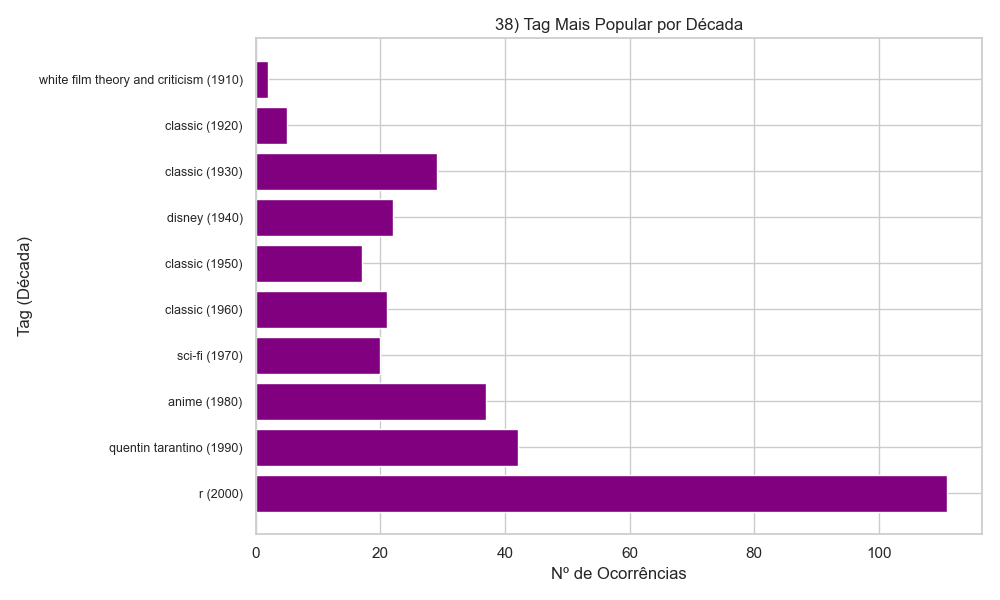 38) Tag Mais Popular por Década
white film theory and criticism (1910)
classic (1920)
classic (1930)
disney (1940)
classic (1950)
classic (1960)
sci-fi (1970)
anime (1980)
quentin tarantino (1990)
r (2000)
Tag (Década)
0 20 40 60 80 100
Nº de Ocorrências